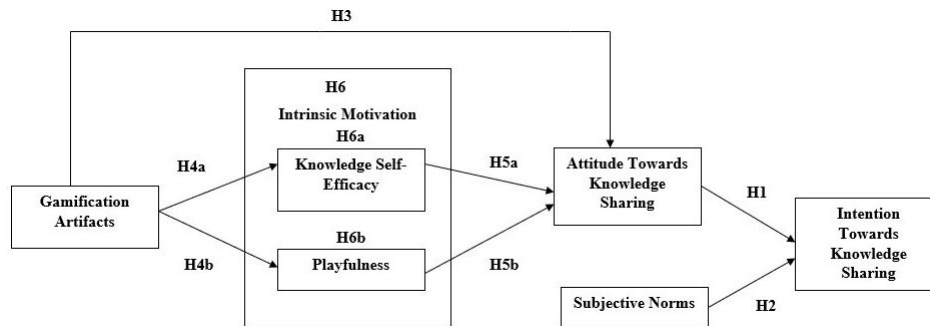 H3
H6
Intrinsic Motivation
H6a
Knowledge Self-
Efficacy
H4a
H5a
Attitude Towards
Knowledge
Sharing
Gamification
Artifacts
H1
Intention
Towards
Knowledge
Sharing
H6b
Playfulness
H4b
H5b
Subjective Norms
H2